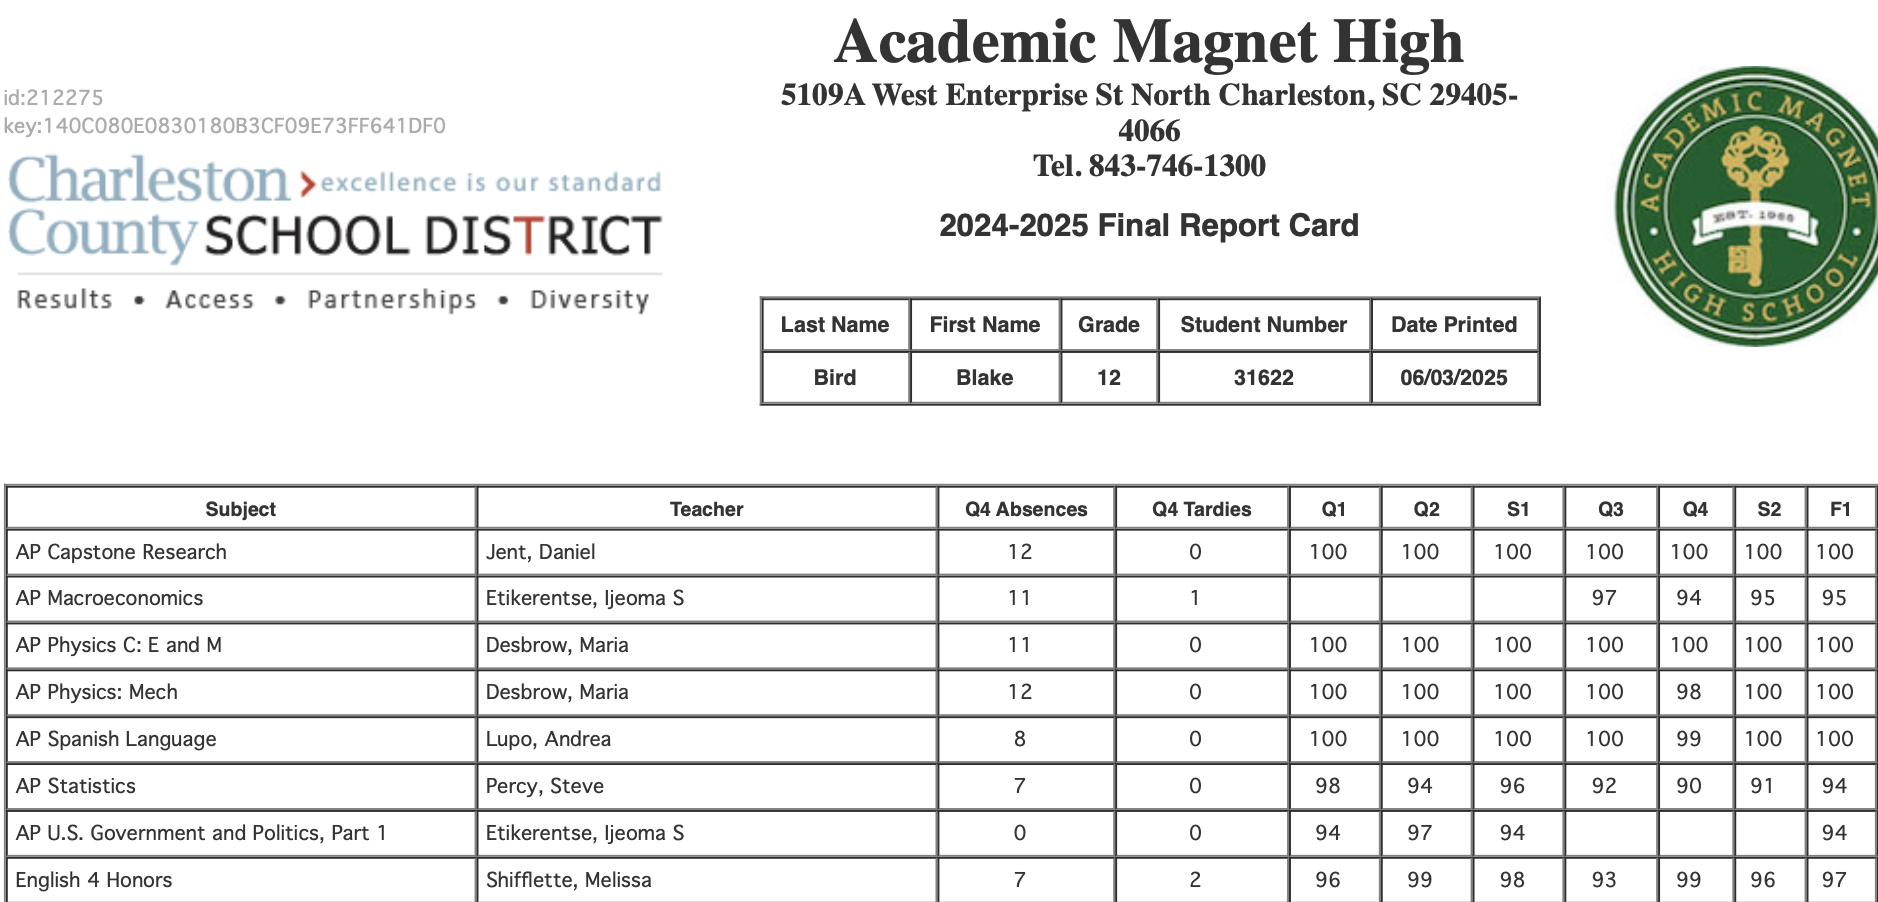 Academic Magnet High
5109A West Enterprise St North Charleston, SC 29405-
4066
Tel. 843-746-1300
2024-2025 Final Report Card
id:212275
key:140C080E0830180B3CF09E73FF641DF0
Charleston excellence is our standard
County SCHOOL DISTRICT
Results • Access • Partnerships • Diversity
ACADEMIC MAGNET
EST. 1988
HIGH SCHOOL
Last Name First Name Grade Student Number Date Printed
Bird Blake 12 31622 06/03/2025
Subject Teacher Q4 Absences Q4 Tardies Q1 Q2 S1 Q3 Q4 S2 F1
AP Capstone Research Jent, Daniel 12 0 100 100 100 100 100 100 100
AP Macroeconomics Etikerentse, Ijeoma S 11 1 97 94 95 95
AP Physics C: E and M Desbrow, Maria 11 0 100 100 100 100 100 100 100
AP Physics: Mech Desbrow, Maria 12 0 100 100 100 100 98 100 100
AP Spanish Language Lupo, Andrea 8 0 100 100 100 100 99 100 100
AP Statistics Percy, Steve 7 0 98 94 96 92 90 91 94
AP U.S. Government and Politics, Part 1 Etikerentse, Ijeoma S 0 0 94 97 94 94
English 4 Honors Shifflette, Melissa 7 2 96 99 98 93 99 96 97